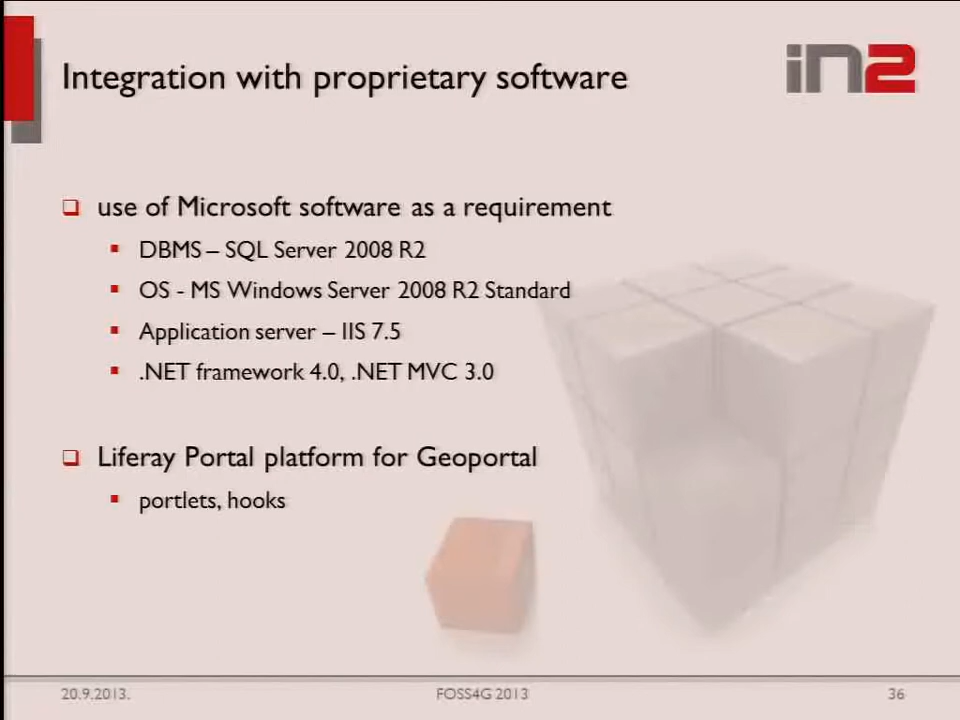 Integration with proprietary software
in2
use of Microsoft software as a requirement
DBMS – SQL Server 2008 R2
OS - MS Windows Server 2008 R2 Standard
Application server – IIS 7.5
.NET framework 4.0, .NET MVC 3.0
Liferay Portal platform for Geoportal
portlets, hooks
20.9.2013.
FOSS4G 2013
36